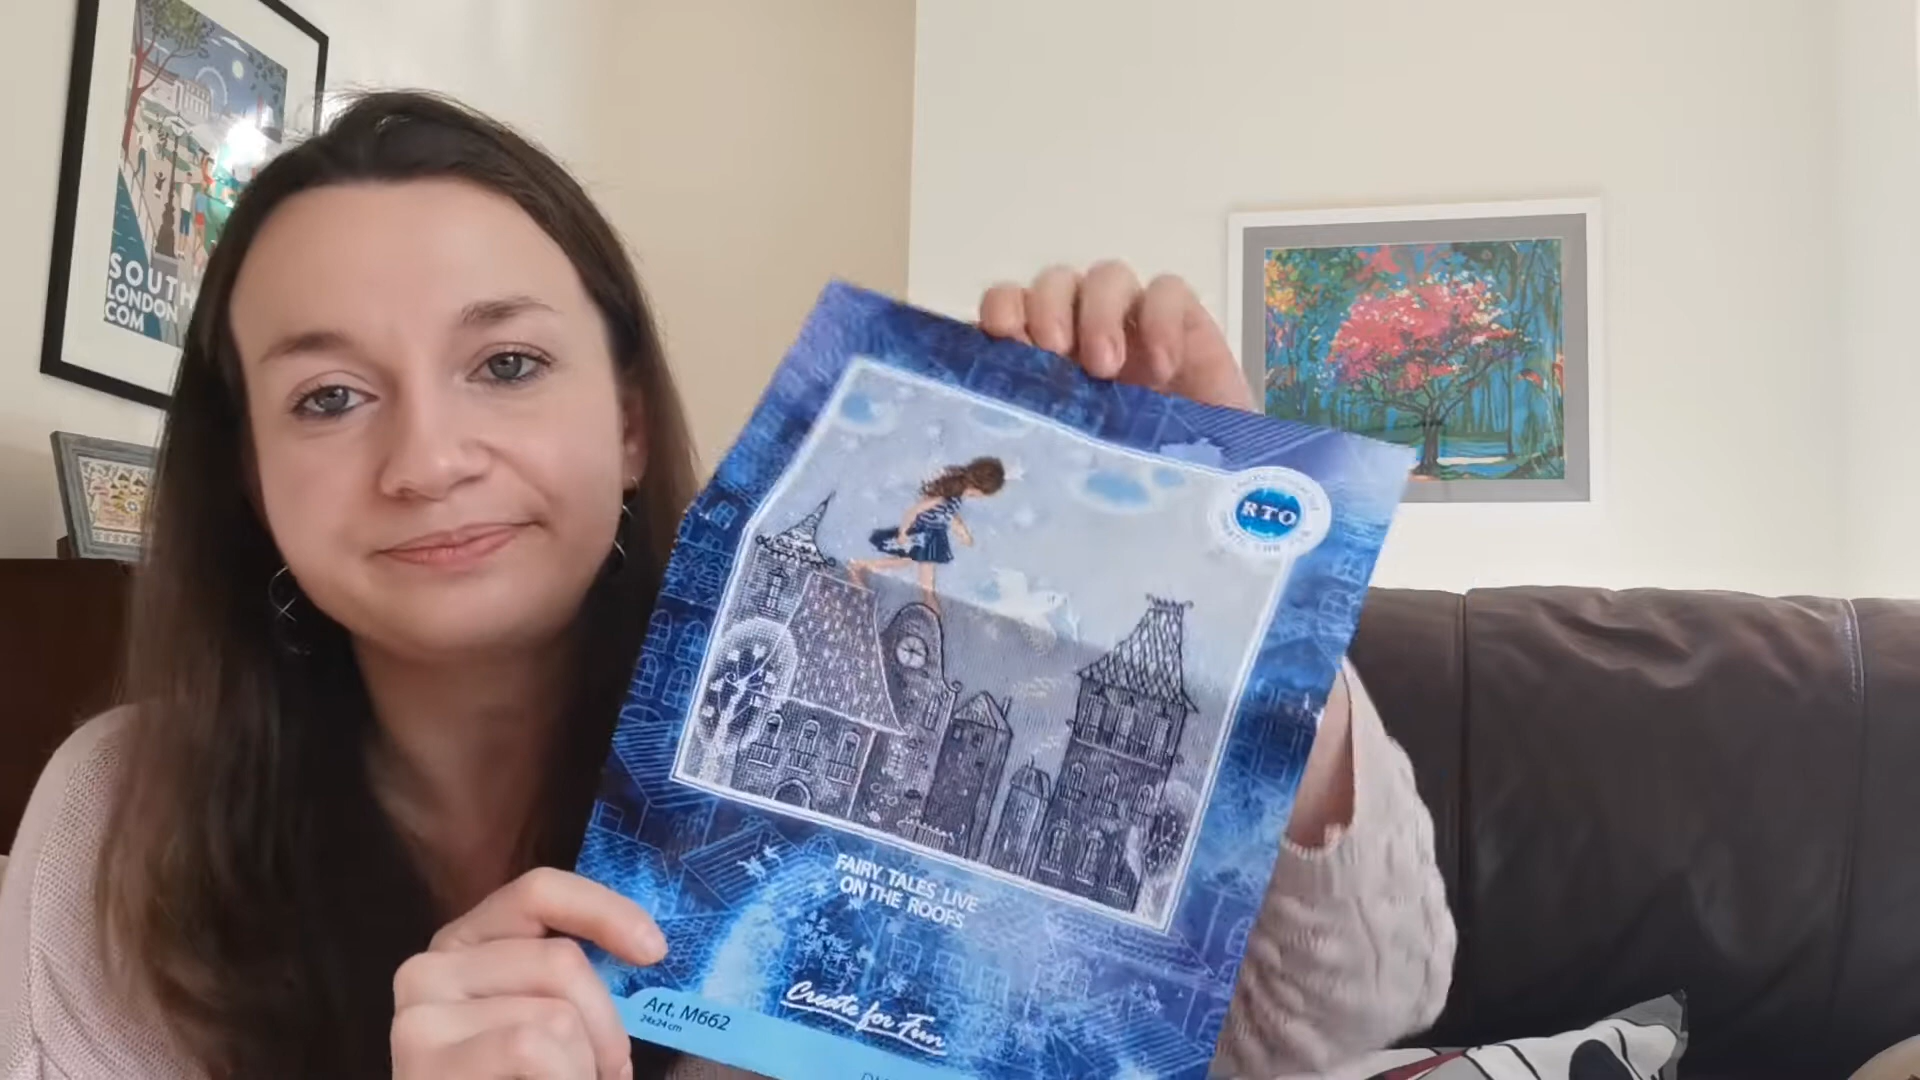 SOUTH
LONDON
COM
RTO
FAIRY TALES LIVE
ON THE ROOFS
Create for Fun
Art. M662
24x24 cm